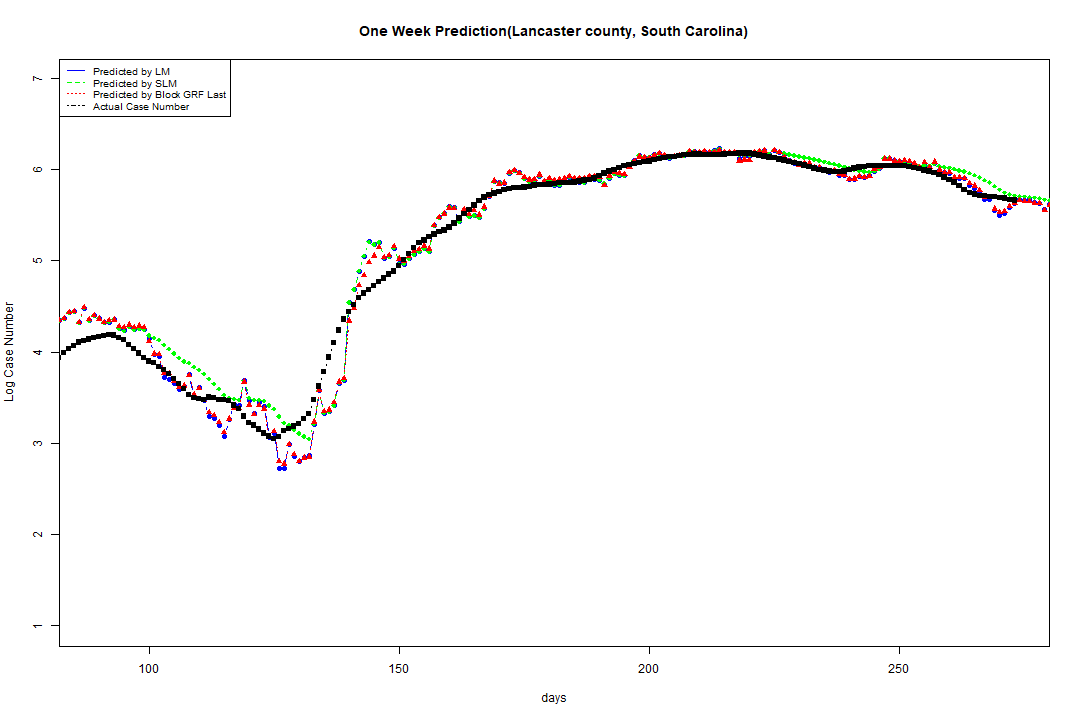 One Week Prediction(Lancaster county, South Carolina)
7
6
5
4
3
2
1
Log Case Number
Predicted by LM
Predicted by SLM
Predicted by Block GRF Last
Actual Case Number
100 150 200 250
days